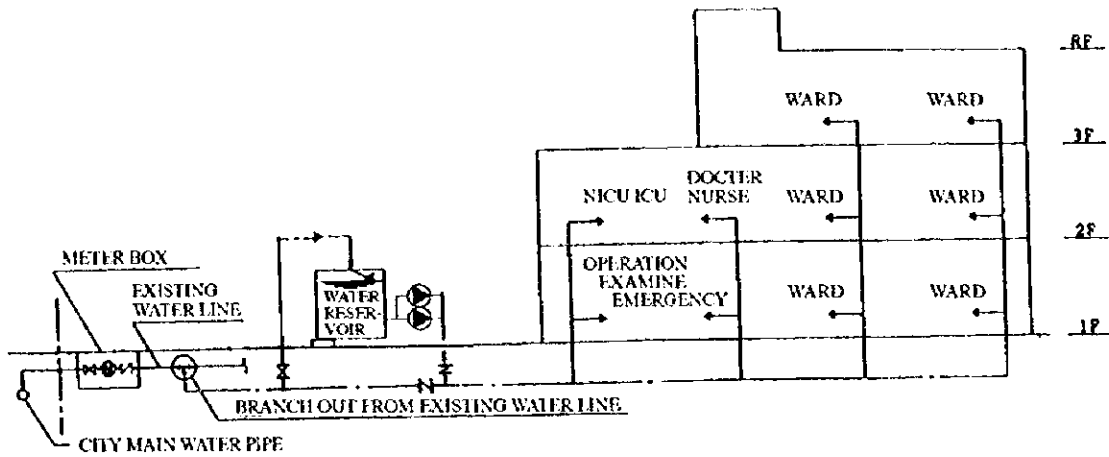 RF
WARD WARD
3F
DOCTER
NICU ICU NURSE WARD WARD
2F
METER BOX
OPERATION
EXAMINE
EMERGENCY
EXISTING
WATER LINE
WATER
RESER-
VOIR
WARD WARD
1F
BRANCH OUT FROM EXISTING WATER LINE
CITY MAIN WATER PIPE